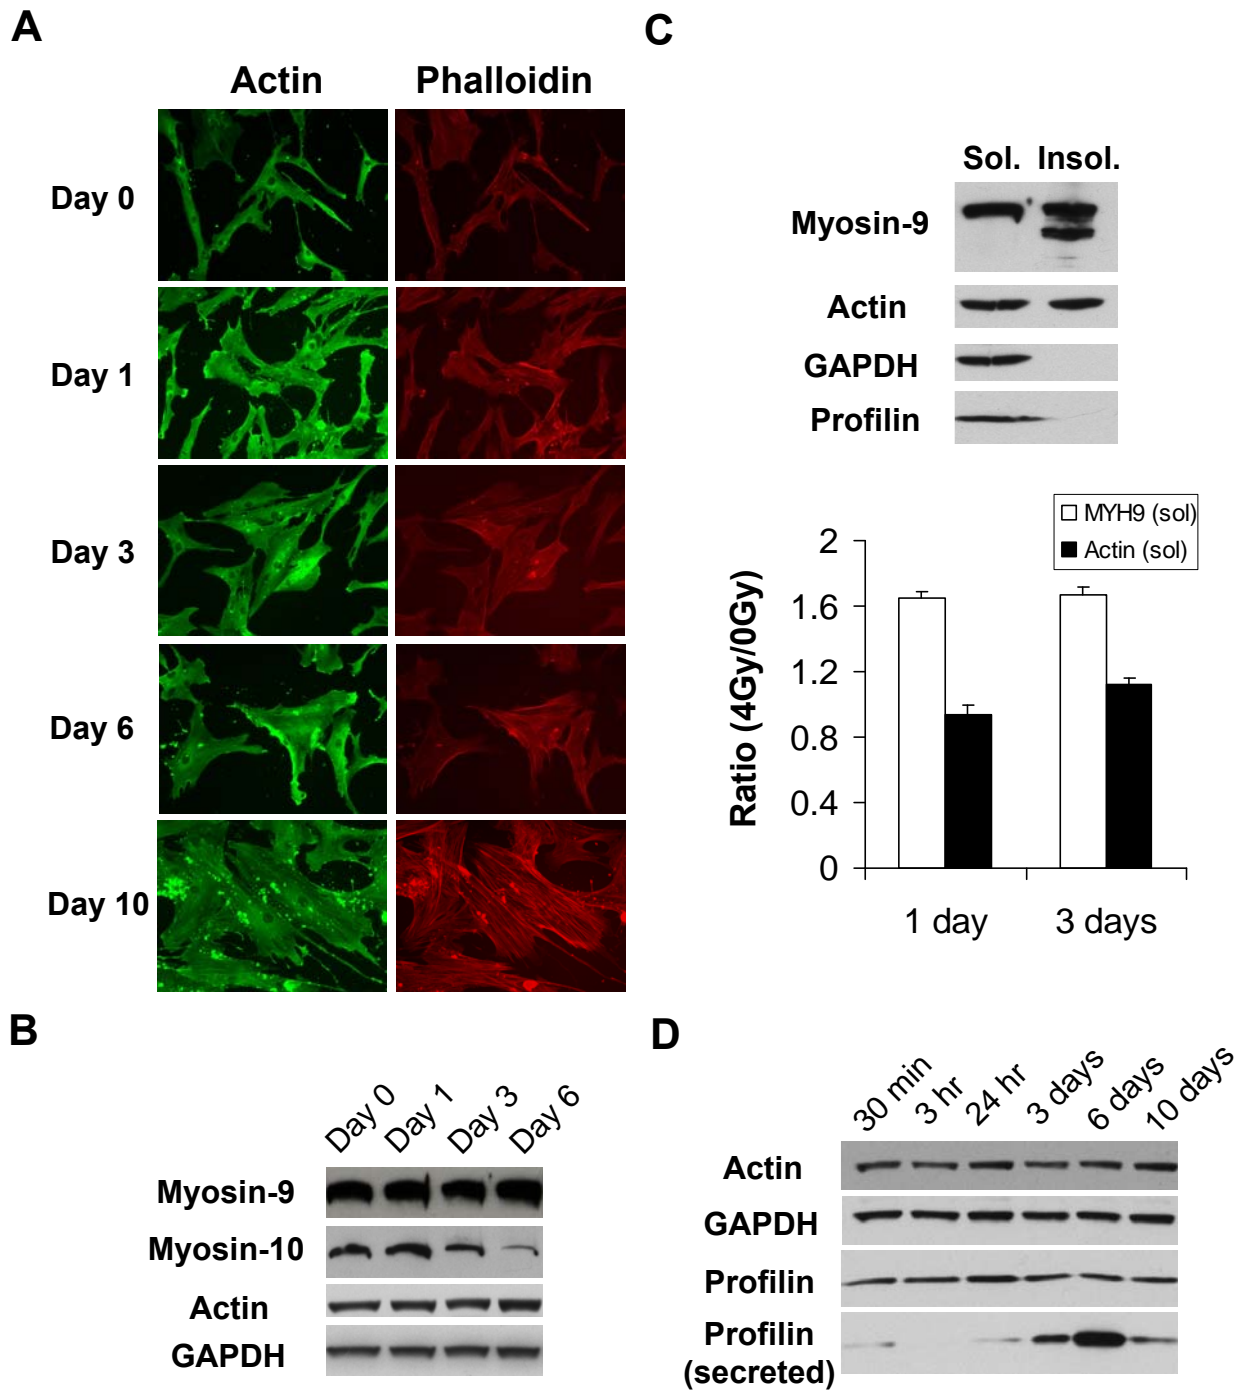 A
Actin
Phalloidin
Day 0
Day 1
Day 3
Day 6
Day 10
B
Day 0
Day 1
Day 3
Day 6
Myosin-9
Myosin-10
Actin
GAPDH
C
Sol.
Insol.
Myosin-9
Actin
GAPDH
Profilin
MYH9 (sol)
Actin (sol)
Ratio (4Gy/0Gy)
2
1.6
1.2
0.8
0.4
0
1 day
3 days
D
30 min
3 hr
24 hr
3 days
6 days
10 days
Actin
GAPDH
Profilin
Profilin
(secreted)